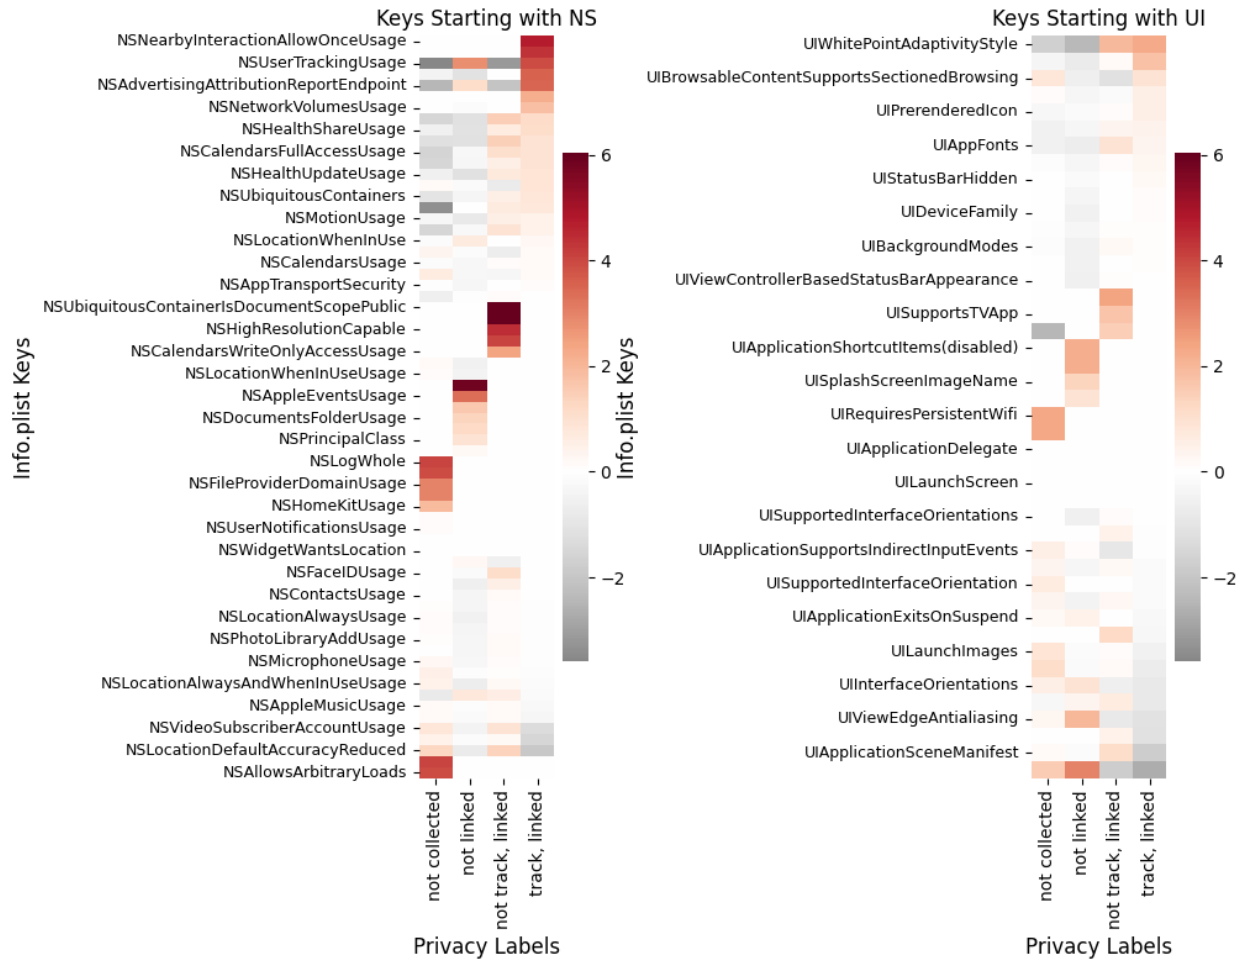 Keys Starting with NS
NSNearbyInteractionAllowOnceUsage
NSUserTrackingUsage
NSAdvertisingAttributionReportEndpoint
NSNetworkVolumesUsage
NSHealthShareUsage
NSCalendarsFullAccessUsage
NSHealthUpdateUsage
NSUbiquitousContainers
NSMotionUsage
NSLocationWhenInUse
NSCalendarsUsage
NSAppTransportSecurity
NSUbiquitousContainerIsDocumentScopePublic
NSHighResolutionCapable
NSCalendarsWriteOnlyAccessUsage
NSLocationWhenInUseUsage
NSAppleEventsUsage
NSDocumentsFolderUsage
NSPrincipalClass
NSLogWhole
NSFileProviderDomainUsage
NSHomeKitUsage
NSUserNotificationsUsage
NSWidgetWantsLocation
NSFaceIDUsage
NSContactsUsage
NSLocationAlwaysUsage
NSPhotoLibraryAddUsage
NSMicrophoneUsage
NSLocationAlwaysAndWhenInUseUsage
NSAppleMusicUsage
NSVideoSubscriberAccountUsage
NSLocationDefaultAccuracyReduced
NSAllowsArbitraryLoads
Info.plist Keys
not collected
not linked
not track, linked
track, linked
Privacy Labels
6
4
2
0
−2
Keys Starting with UI
UIWhitePointAdaptivityStyle
UIBrowsableContentSupportsSectionedBrowsing
UIPrerenderedIcon
UIAppFonts
UIStatusBarHidden
UIDeviceFamily
UIBackgroundModes
UIViewControllerBasedStatusBarAppearance
UISupportsTVApp
UIApplicationShortcutItems(disabled)
UISplashScreenImageName
UIRequiresPersistentWifi
UIApplicationDelegate
UILaunchScreen
UISupportedInterfaceOrientations
UIApplicationSupportsIndirectInputEvents
UISupportedInterfaceOrientation
UIApplicationExitsOnSuspend
UILaunchImages
UIInterfaceOrientations
UIViewEdgeAntialiasing
UIApplicationSceneManifest
Info.plist Keys
not collected
not linked
not track, linked
track, linked
Privacy Labels
6
4
2
0
−2